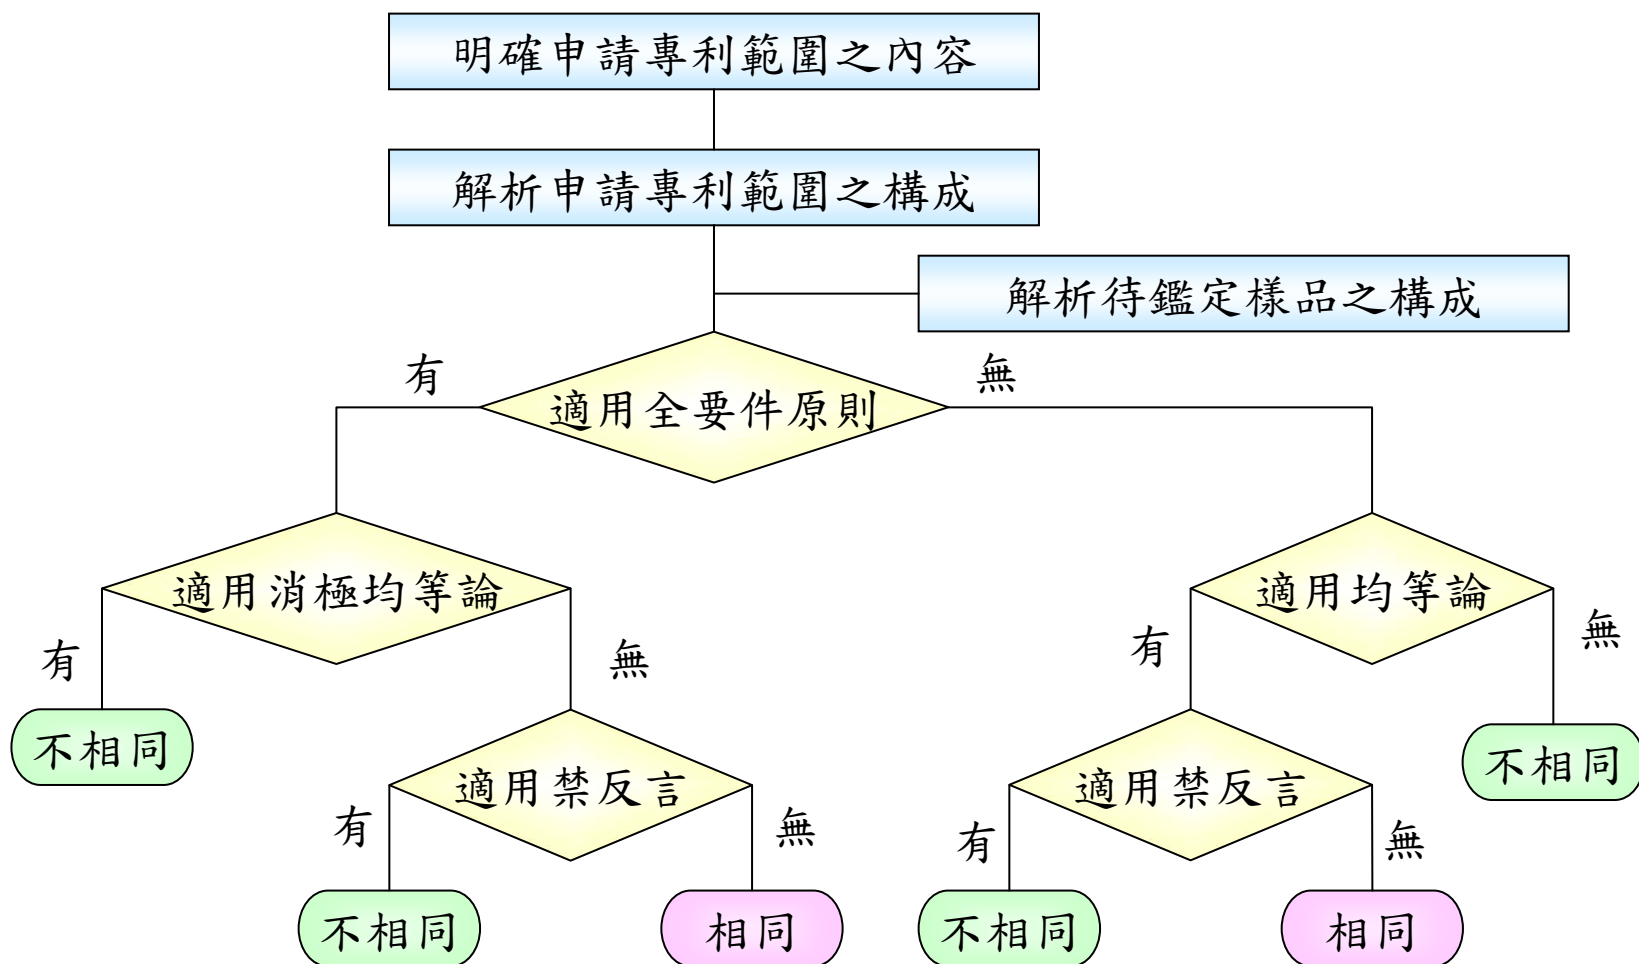 明確申請專利範圍之內容
解析申請專利範圍之構成
解析待鑑定樣品之構成
有
無
適用全要件原則
適用消極均等論
適用均等論
有
無
有
無
不相同
不相同
適用禁反言
適用禁反言
有
無
有
無
不相同
相同
不相同
相同